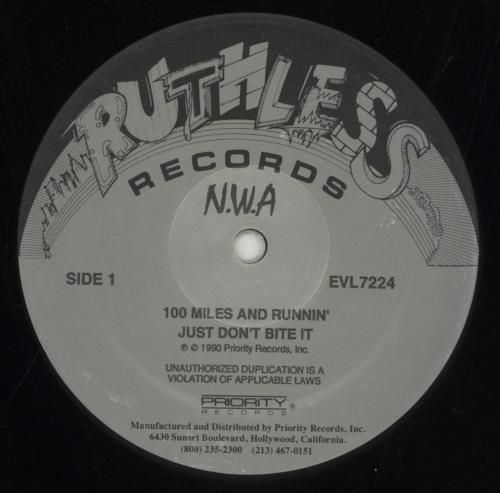 RUTHLESS
RECORDS
N.W.A
SIDE 1
EVL7224
100 MILES AND RUNNIN'
JUST DON'T BITE IT
℗ © 1990 Priority Records, Inc.
UNAUTHORIZED DUPLICATION IS A
VIOLATION OF APPLICABLE LAWS
PRIORITY ®
RECORDS
Manufactured and Distributed by Priority Records, Inc.
6430 Sunset Boulevard, Hollywood, California.
(800) 235-2300 (213) 467-0151